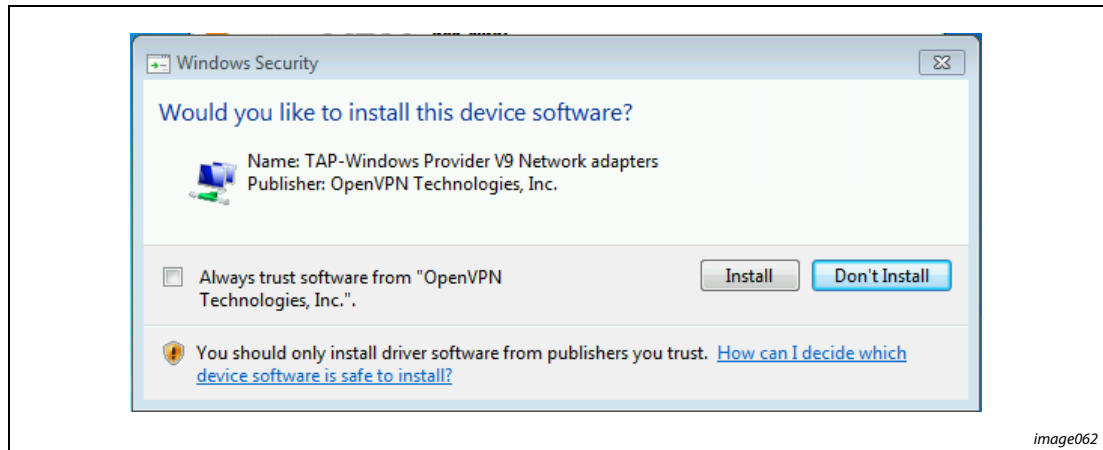 Windows Security
Would you like to install this device software?
Name: TAP-Windows Provider V9 Network adapters
Publisher: OpenVPN Technologies, Inc.
Always trust software from "OpenVPN
Technologies, Inc.".
Install
Don't Install
You should only install driver software from publishers you trust. How can I decide which
device software is safe to install?
image062